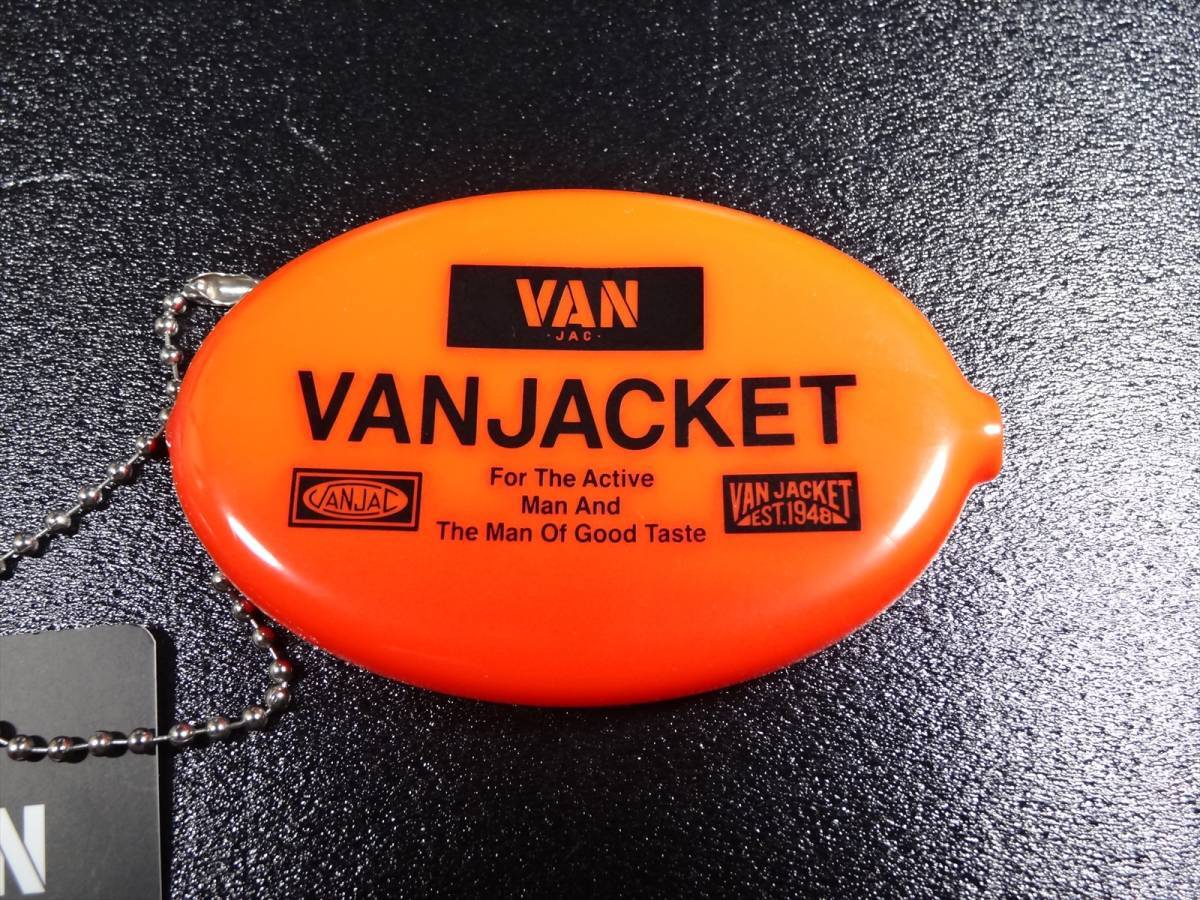 VAN
·JAC·
VANJACKET
For The Active
Man And
The Man Of Good Taste
VANJAC
VAN JACKET
EST.1948
N